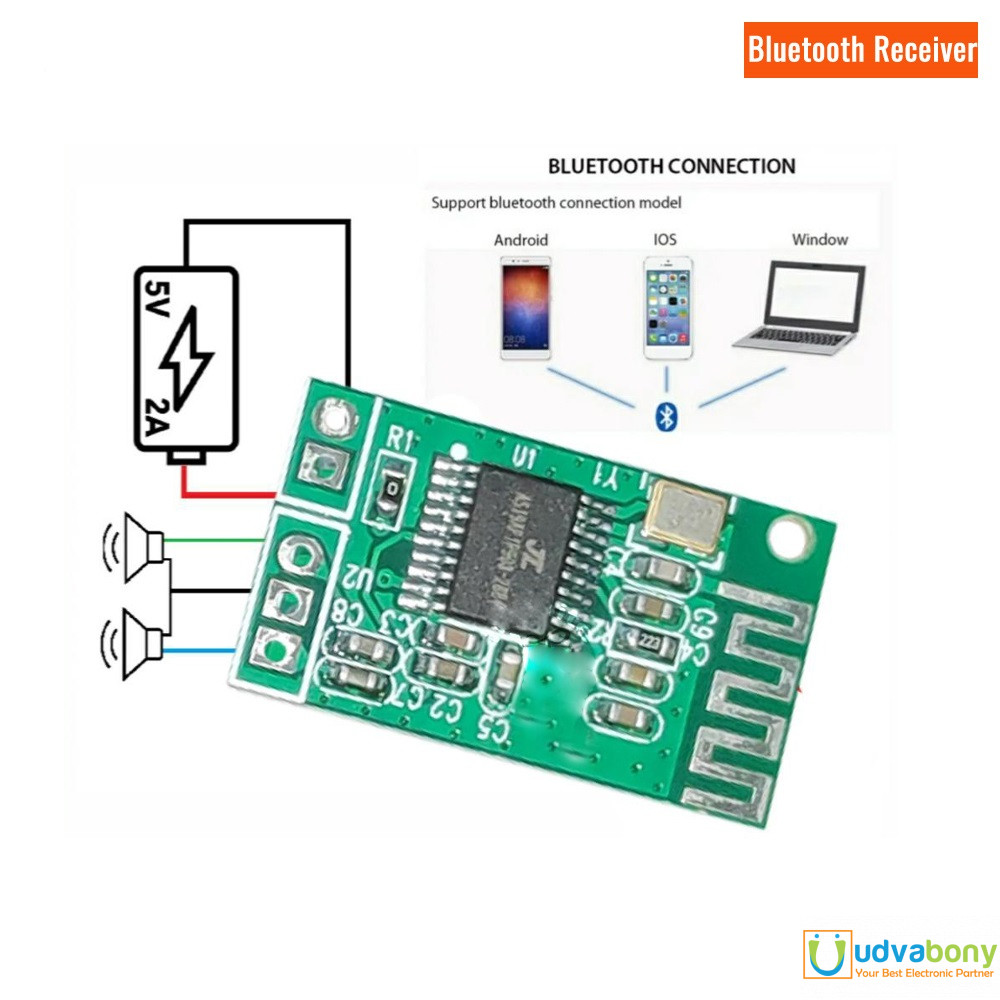 Bluetooth Receiver
BLUETOOTH CONNECTION
Support bluetooth connection model
Android
IOS
Window
5V
2A
R1
U1
Y1
0
U2
C8
C7
C2
C5
222
C9
C4
udvabony
Your Best Electronic Partner